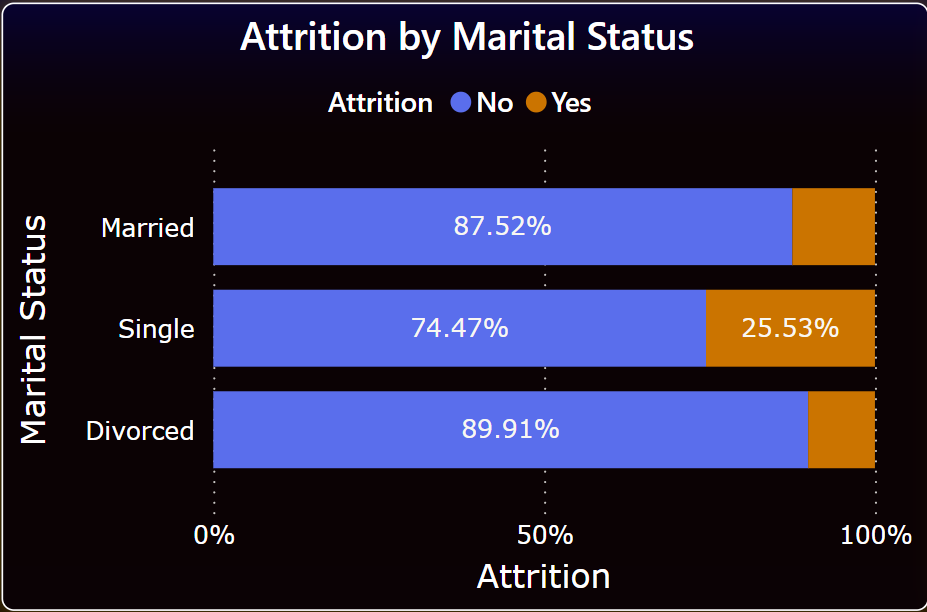 Attrition by Marital Status
Attrition No Yes
Marital Status
Married 87.52%
Single 74.47% 25.53%
Divorced 89.91%
0% 50% 100%
Attrition